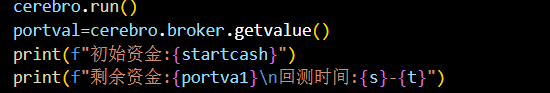 cerebro.run()
portval=cerebro.broker.getvalue()
print(f"初始资金:{startcash}")
print(f"剩余资金:{portva1}\n回测时间:{s}-{t}")